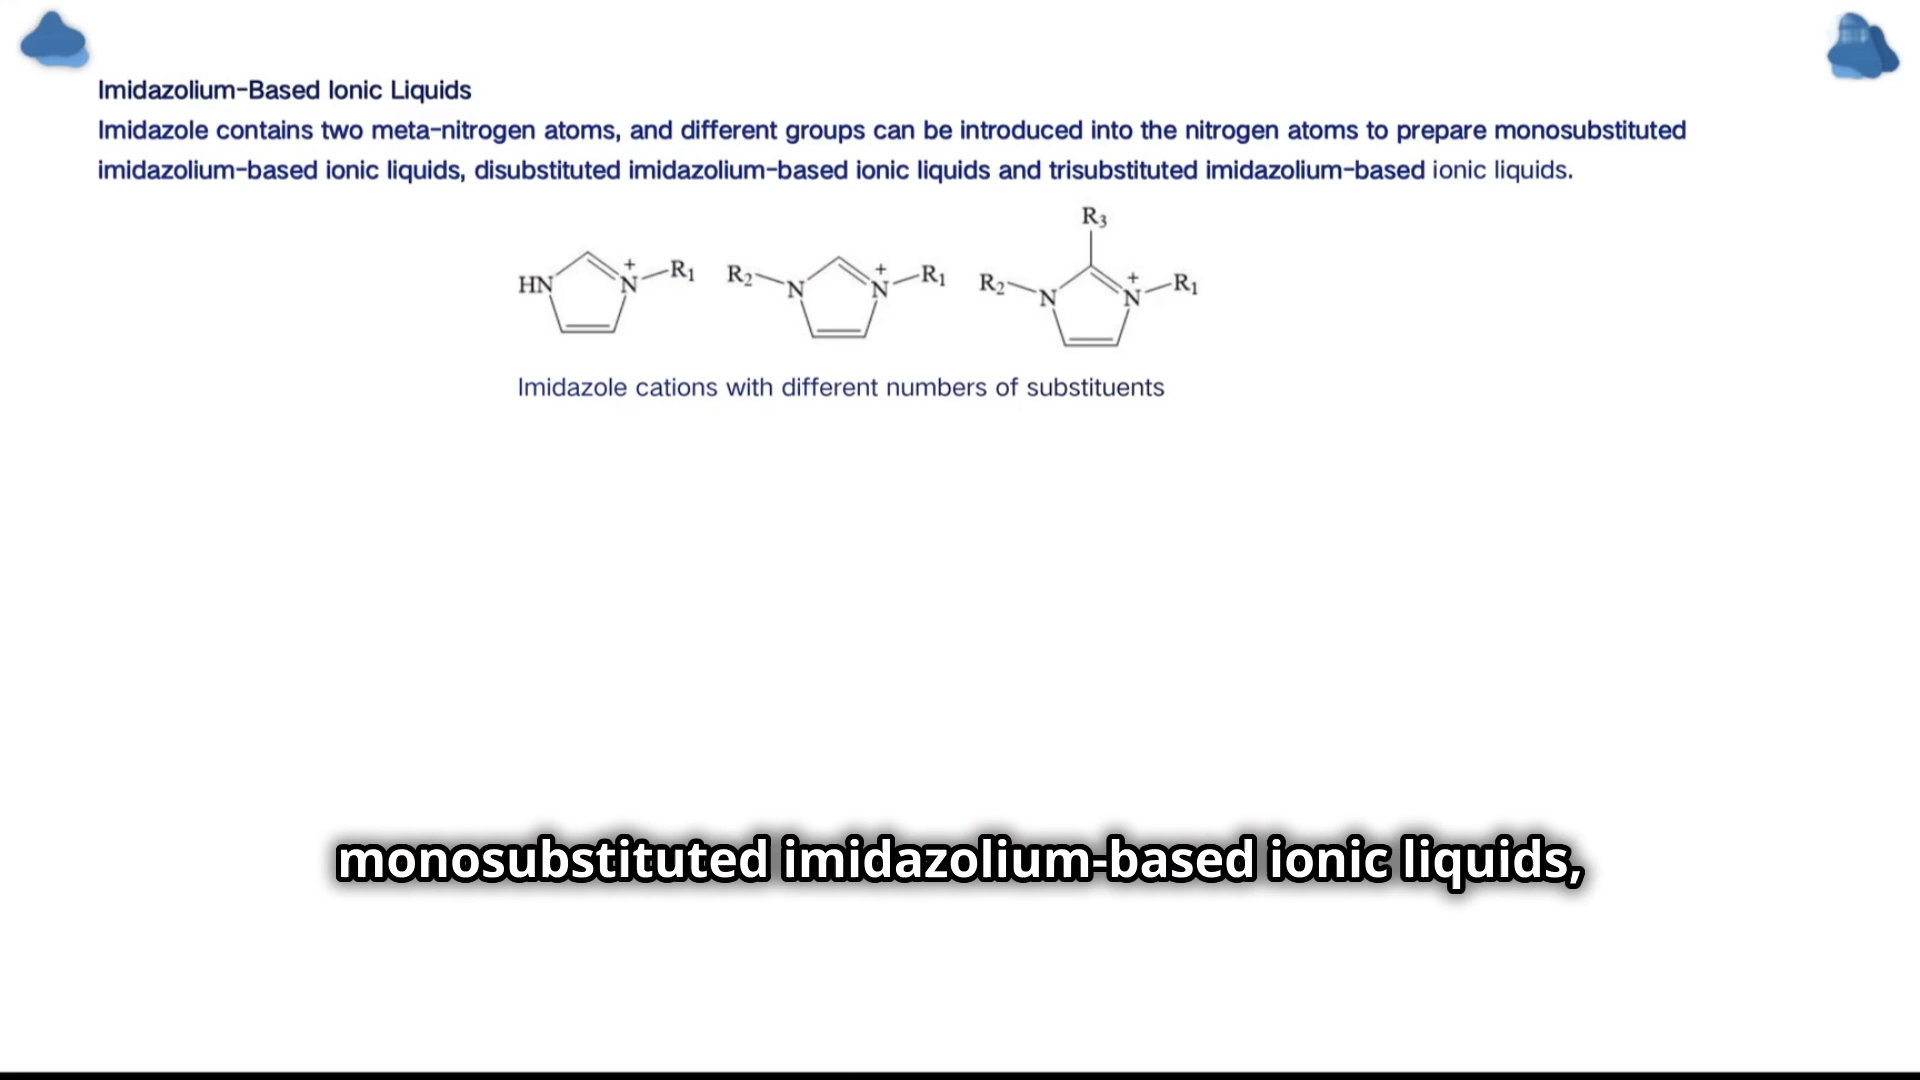 Imidazolium-Based Ionic Liquids
Imidazole contains two meta-nitrogen atoms, and different groups can be introduced into the nitrogen atoms to prepare monosubstituted
imidazolium-based ionic liquids, disubstituted imidazolium-based ionic liquids and trisubstituted imidazolium-based ionic liquids.
HN N + R1
R2 N N + R1
R3 R2 N N + R1
Imidazole cations with different numbers of substituents
monosubstituted imidazolium-based ionic liquids,